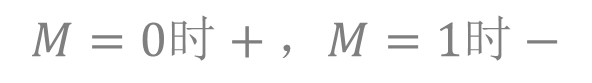 M = 0时 + ，M = 1时 −